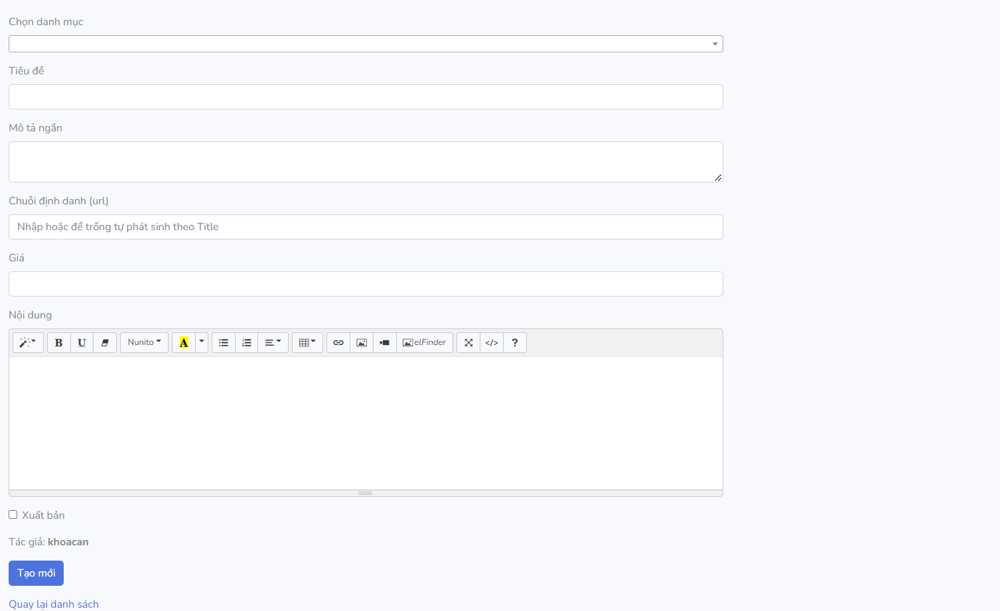 Chọn danh mục
Tiêu đề
Mô tả ngắn
Chuỗi định danh (url)
Nhập hoặc để trống tự phát sinh theo Title
Giá
Nội dung
B U Nunito A elFinder </> ?
Xuất bản
Tác giả: khoacan
Tạo mới
Quay lại danh sách